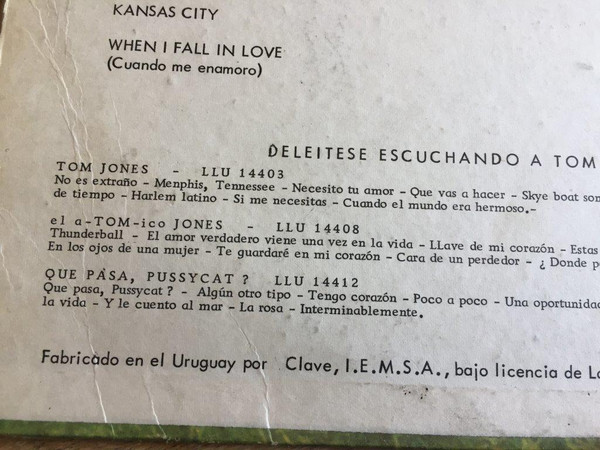 KANSAS CITY
WHEN I FALL IN LOVE
(Cuando me enamoro)
DELEITESE ESCUCHANDO A TOM
TOM JONES - LLU 14403
No es extraño - Menphis, Tennessee - Necesito tu amor - Que vas a hacer - Skye boat son
de tiempo - Harlem latino - Si me necesitas - Cuando el mundo era hermoso.-
el a-TOM-ico JONES - LLU 14408
Thunderball - El amor verdadero viene una vez en la vida - LLave de mi corazón - Estas
En los ojos de una mujer - Te guardaré en mi corazón - Cara de un perdedor - ¿ Donde p
QUE PASA, PUSSYCAT ? LLU 14412
Que pasa, Pussycat ? - Algún otro tipo - Tengo corazón - Poco a poco - Una oportunidad
la vida - Y le cuento al mar - La rosa - Interminablemente.
Fabricado en el Uruguay por Clave, I.E.M.S.A., bajo licencia de Lo